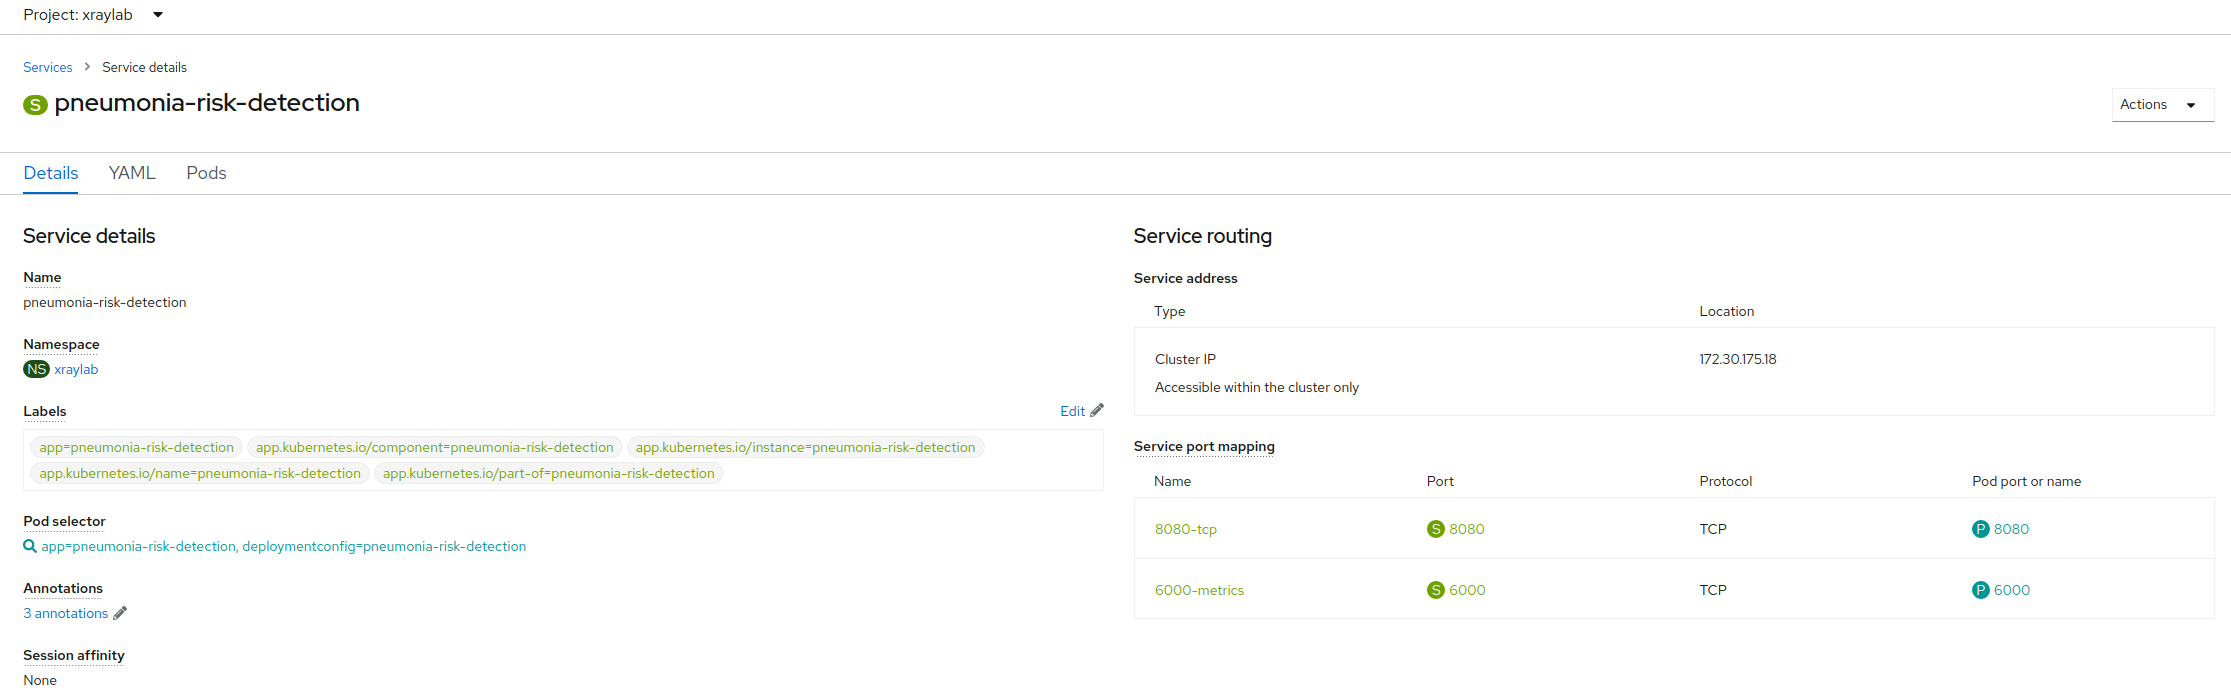 Project: xraylab
Services > Service details
S pneumonia-risk-detection
Actions
Details YAML Pods
Service details
Name
pneumonia-risk-detection
Namespace
NS xraylab
Labels
Edit
app=pneumonia-risk-detection app.kubernetes.io/component=pneumonia-risk-detection app.kubernetes.io/instance=pneumonia-risk-detection
app.kubernetes.io/name=pneumonia-risk-detection app.kubernetes.io/part-of=pneumonia-risk-detection
Pod selector
app=pneumonia-risk-detection, deploymentconfig=pneumonia-risk-detection
Annotations
3 annotations
Session affinity
None
Service routing
Service address
Type Location
Cluster IP 172.30.175.18
Accessible within the cluster only
Service port mapping
Name Port Protocol Pod port or name
8080-tcp S 8080 TCP P 8080
6000-metrics S 6000 TCP P 6000